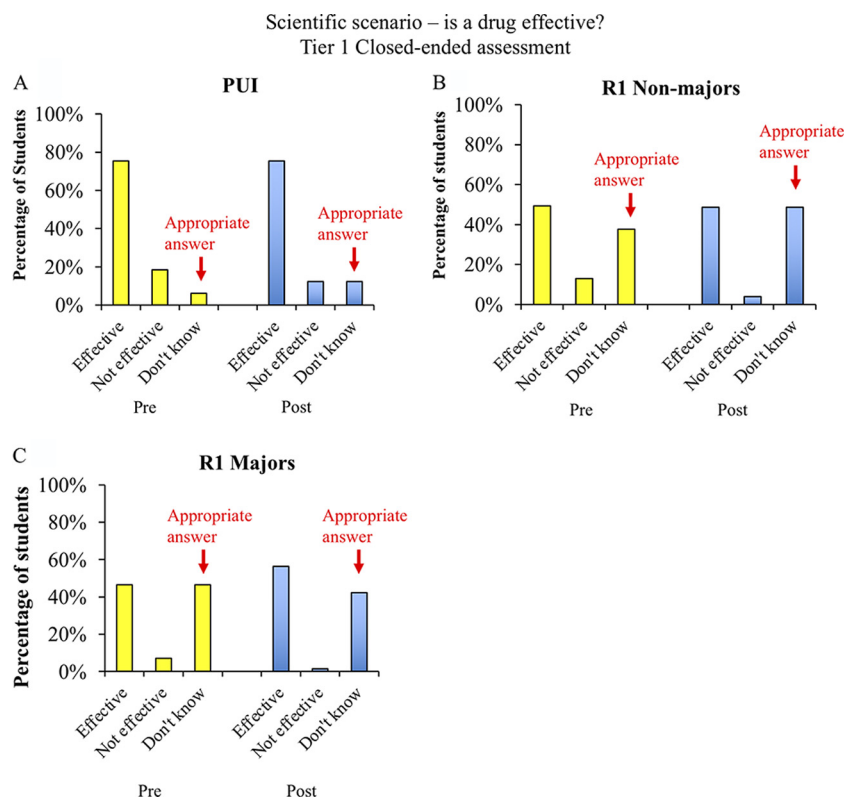 Scientific scenario – is a drug effective?
Tier 1 Closed-ended assessment
A
PUI
Percentage of Students
100%
80%
60%
40%
20%
0%
Appropriate
answer
Appropriate
answer
Effective
Not effective
Don't know
Effective
Not effective
Don't know
Pre
Post
B
R1 Non-majors
Percentage of students
100%
80%
60%
40%
20%
0%
Appropriate
answer
Appropriate
answer
Effective
Not effective
Don't know
Effective
Not effective
Don't know
Pre
Post
C
R1 Majors
Percentage of students
100%
80%
60%
40%
20%
0%
Appropriate
answer
Appropriate
answer
Effective
Not effective
Don't know
Effective
Not effective
Don't know
Pre
Post